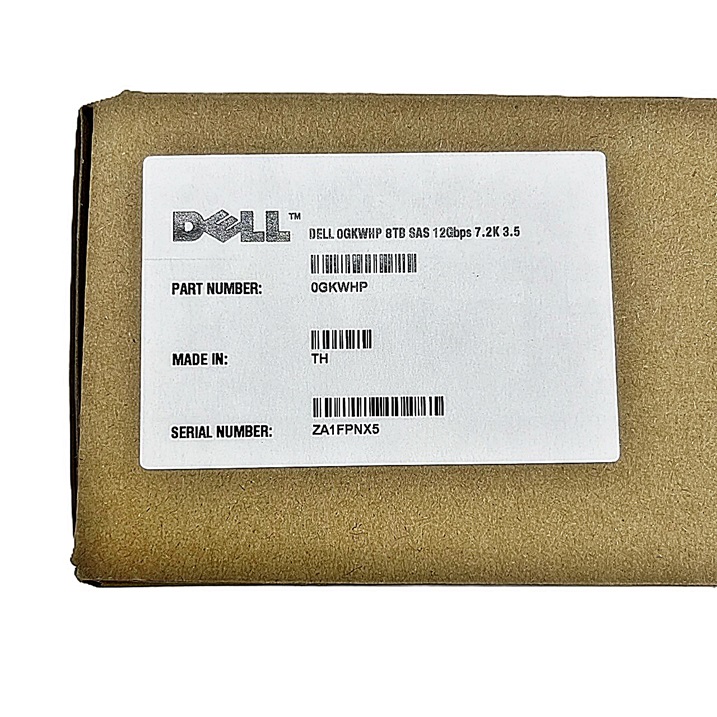 DELL™ DELL 0GKWHP 8TB SAS 12Gbps 7.2K 3.5
PART NUMBER: 0GKWHP
MADE IN: TH
SERIAL NUMBER: ZA1FPNX5